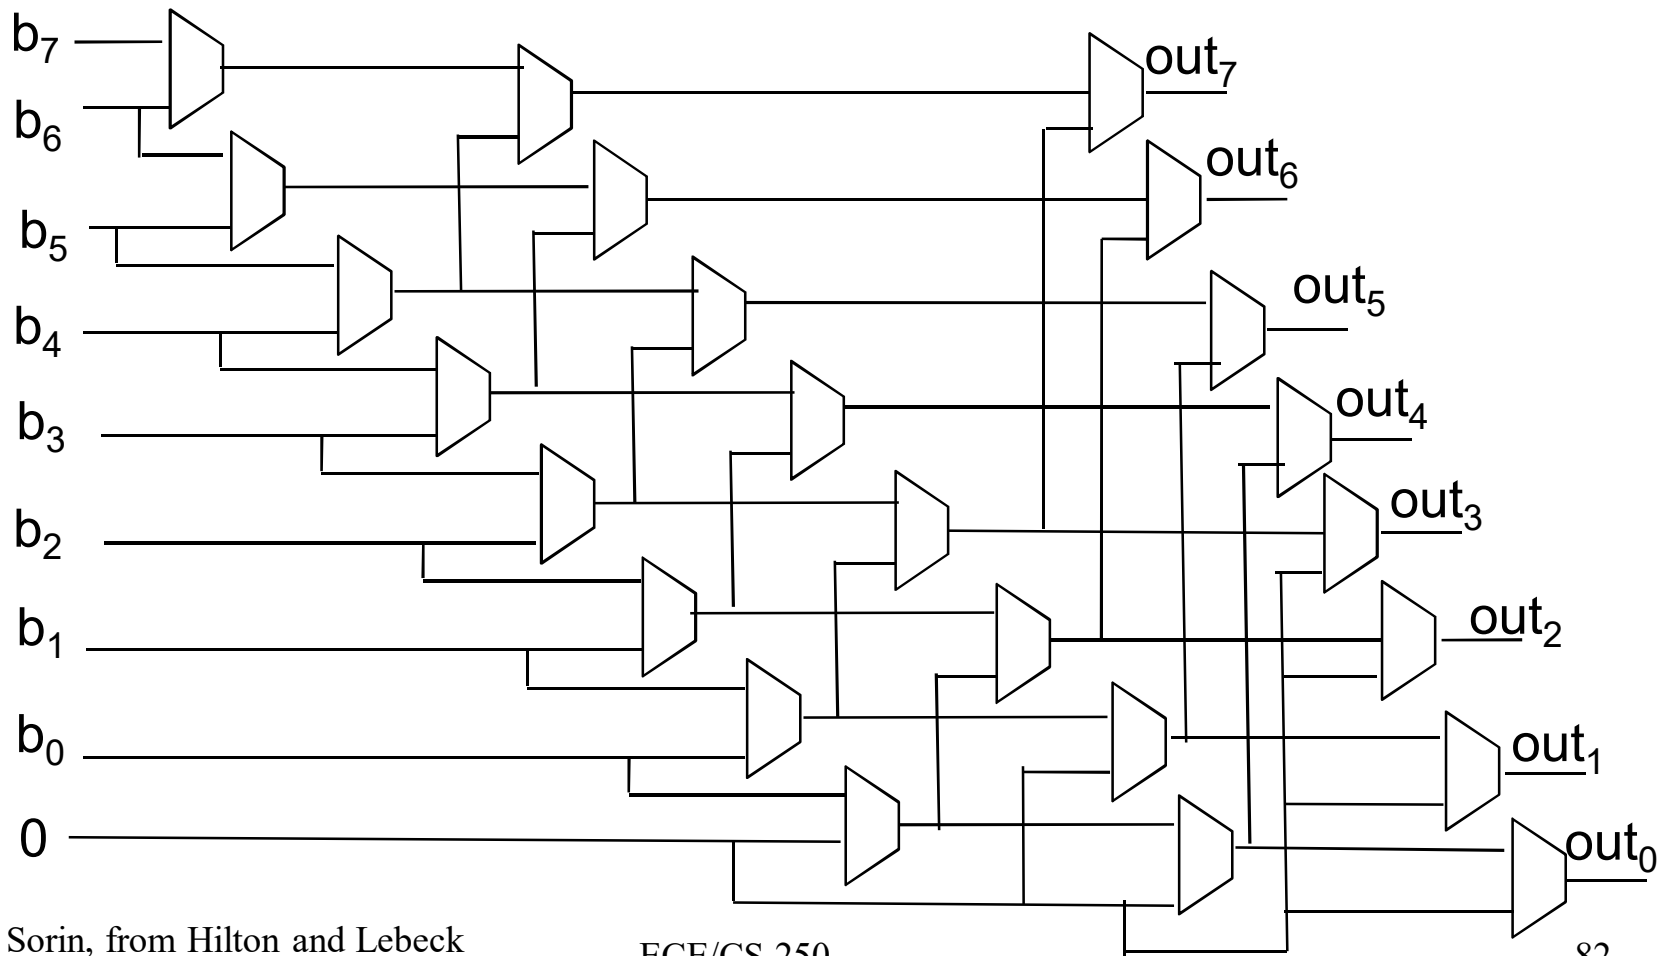 b₇
out₇
b₆
out₆
b₅
out₅
b₄
out₄
b₃
out₃
b₂
out₂
b₁
out₁
b₀
out₀
0
Sorin, from Hilton and Lebeck
ECE/CS 250
82